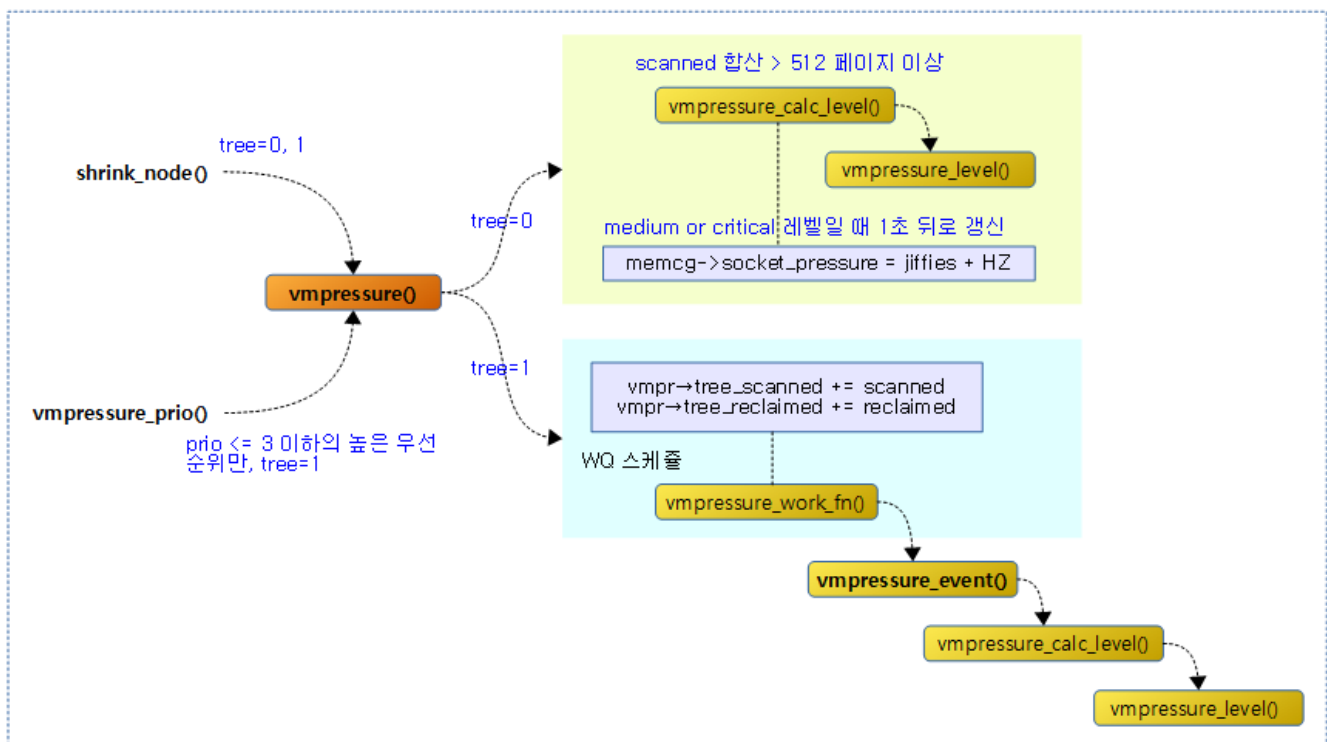 scanned 합산 > 512 페이지 이상
vmpressure_calc_level()
vmpressure_level()
tree=0, 1
shrink_node()
tree=0
medium or critical 레벨일 때 1초 뒤로 갱신
memcg->socket_pressure = jiffies + HZ
vmpressure()
tree=1
vmpr→tree_scanned += scanned
vmpr→tree_reclaimed += reclaimed
vmpressure_prio()
prio <= 3 이하의 높은 우선
순위만, tree=1
WQ 스케쥴
vmpressure_work_fn()
vmpressure_event()
vmpressure_calc_level()
vmpressure_level()